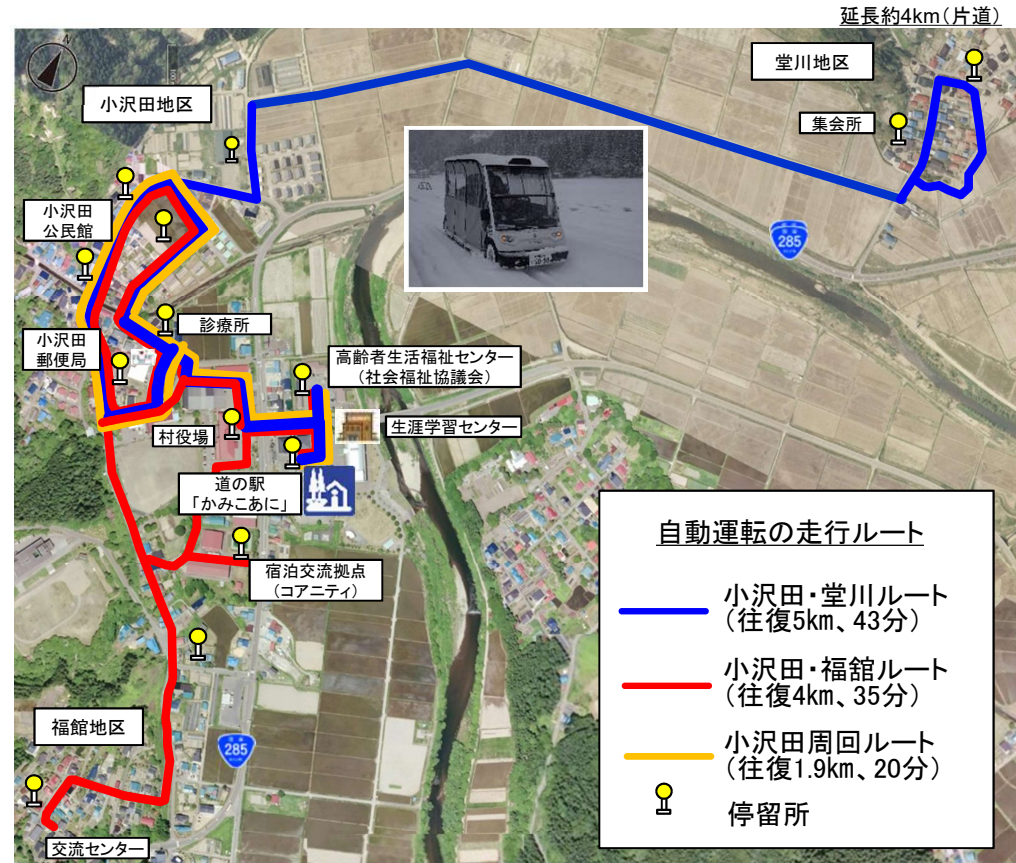 延長約4km(片道)
N
堂川地区
小沢田地区
集会所
小沢田
公民館
285
診療所
小沢田
郵便局
高齢者生活福祉センター
(社会福祉協議会)
村役場
生涯学習センター
道の駅
「かみこあに」
宿泊交流拠点
(コアニティ)
福館地区
285
交流センター
自動運転の走行ルート
小沢田・堂川ルート
(往復5km、43分)
小沢田・福舘ルート
(往復4km、35分)
小沢田周回ルート
(往復1.9km、20分)
停留所